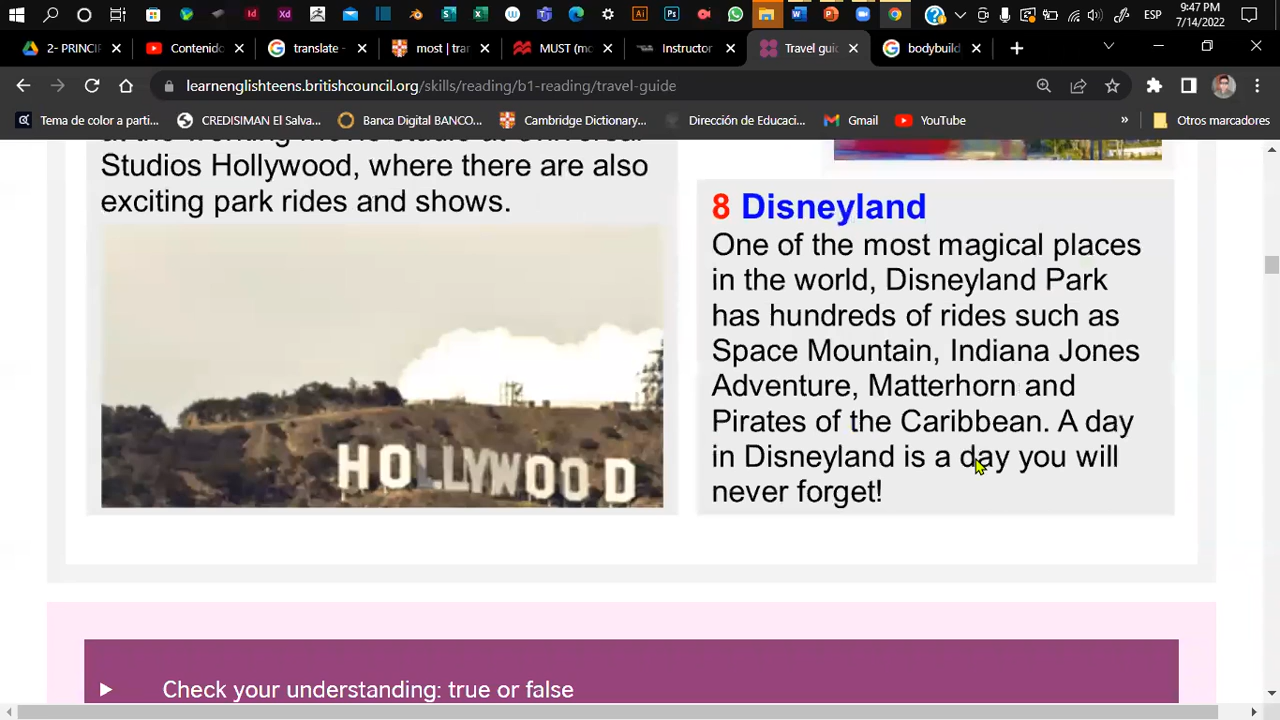 9:47 PM
ESP
7/14/2022
2-PRINCIP
Contenido
translate -
most | tran
MUST (mo
Instructor
Travel guid
bodybuild
learnenglishteens.britishcouncil.org/skills/reading/b1-reading/travel-guide
Tema de color a parti...
CREDISIMAN El Salva...
Banca Digital BANCO...
Cambridge Dictionary...
Dirección de Educaci...
Gmail
YouTube
»
Otros marcadores
Studios Hollywood, where there are also
exciting park rides and shows.
HOLLYWOOD
8 Disneyland
One of the most magical places
in the world, Disneyland Park
has hundreds of rides such as
Space Mountain, Indiana Jones
Adventure, Matterhorn and
Pirates of the Caribbean. A day
in Disneyland is a day you will
never forget!
Check your understanding: true or false